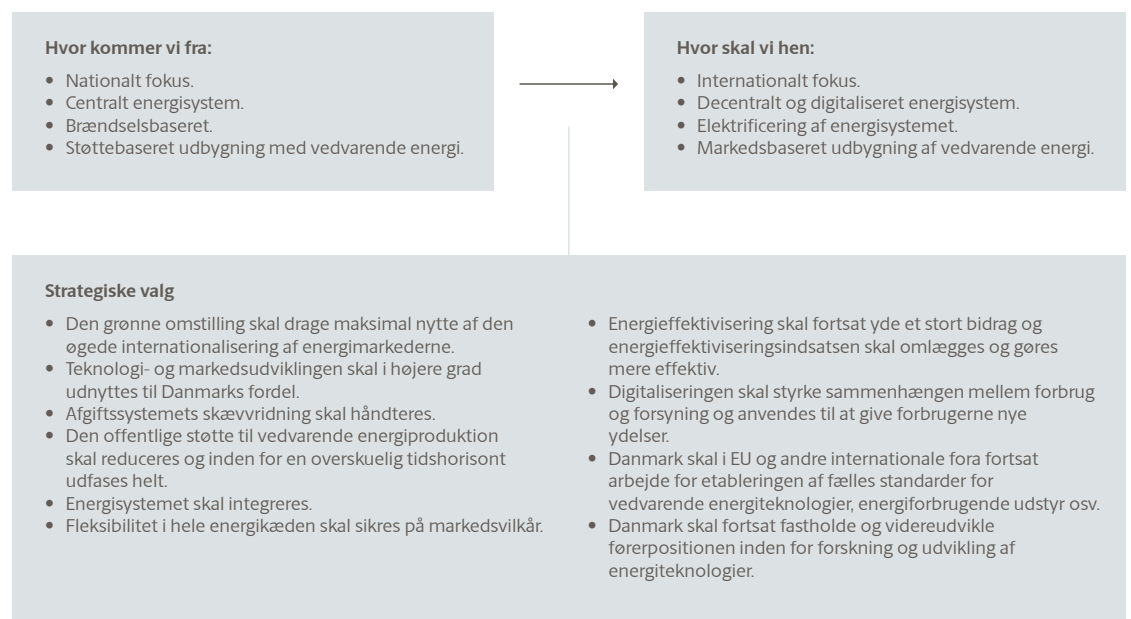 Hvor kommer vi fra:
• Nationalt fokus.
• Centralt energisystem.
• Brændselsbaseret.
• Støttebaseret udbygning med vedvarende energi.
Hvor skal vi hen:
• Internationalt fokus.
• Decentralt og digitaliseret energisystem.
• Elektrificering af energisystemet.
• Markedsbaseret udbygning af vedvarende energi.
Strategiske valg
• Den grønne omstilling skal drage maksimal nytte af den
øgede internationalisering af energimarkederne.
• Teknologi- og markedsudviklingen skal i højere grad
udnyttes til Danmarks fordel.
• Afgiftssystemets skævvridning skal håndteres.
• Den offentlige støtte til vedvarende energiproduktion
skal reduceres og inden for en overskuelig tidshorisont
udfases helt.
• Energisystemet skal integreres.
• Fleksibilitet i hele energikæden skal sikres på markedsvilkår.
• Energieffektivisering skal fortsat yde et stort bidrag og
energieffektiviseringsindsatsen skal omlægges og gøres
mere effektiv.
• Digitaliseringen skal styrke sammenhængen mellem forbrug
og forsyning og anvendes til at give forbrugerne nye
ydelser.
• Danmark skal i EU og andre internationale fora fortsat
arbejde for etableringen af fælles standarder for
vedvarende energiteknologier, energiforbrugende udstyr osv.
• Danmark skal fortsat fastholde og videreudvikle
førerpositionen inden for forskning og udvikling af
energiteknologier.